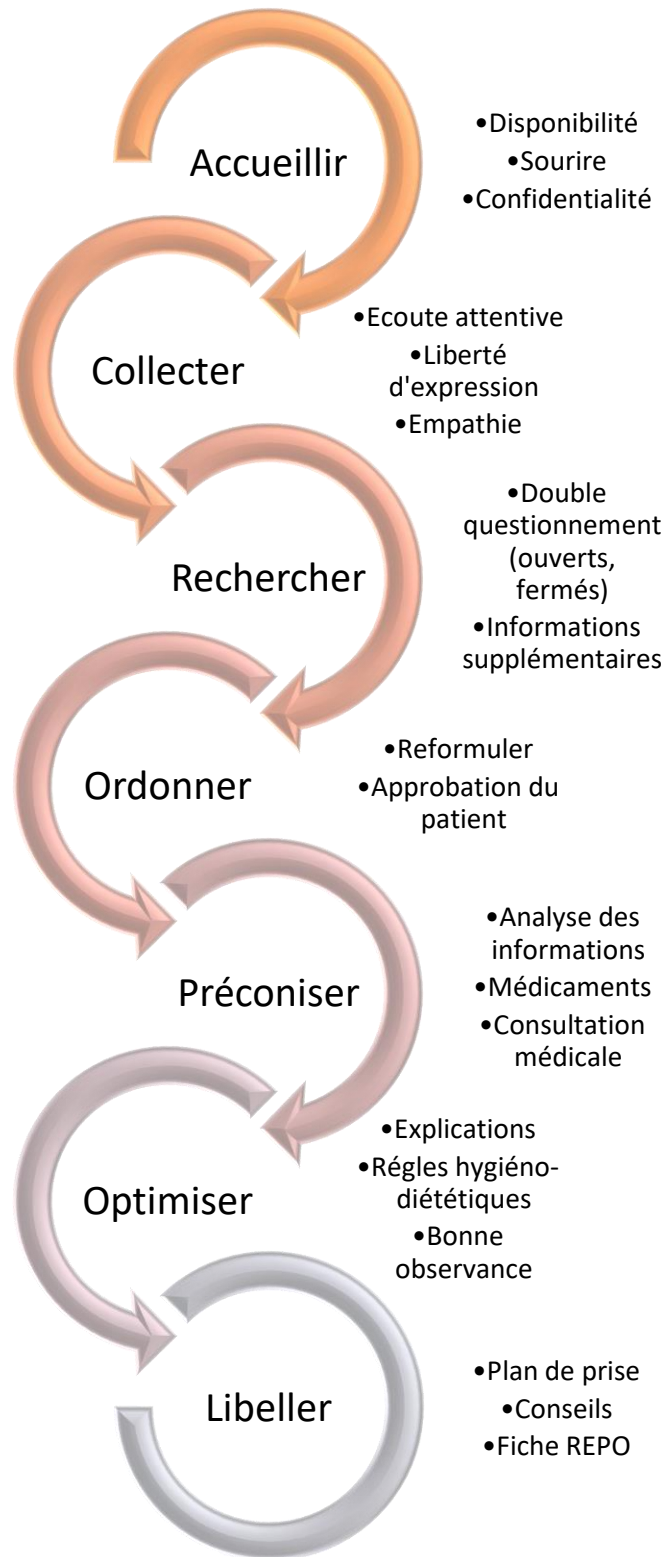 Accueillir
•Disponibilité
•Sourire
•Confidentialité
Collecter
•Ecoute attentive
•Liberté
d'expression
•Empathie
Rechercher
•Double
questionnement
(ouverts,
fermés)
•Informations
supplémentaires
Ordonner
•Reformuler
•Approbation du
patient
Préconiser
•Analyse des
informations
•Médicaments
•Consultation
médicale
Optimiser
•Explications
•Régles hygiéno-
diététiques
•Bonne
observance
Libeller
•Plan de prise
•Conseils
•Fiche REPO